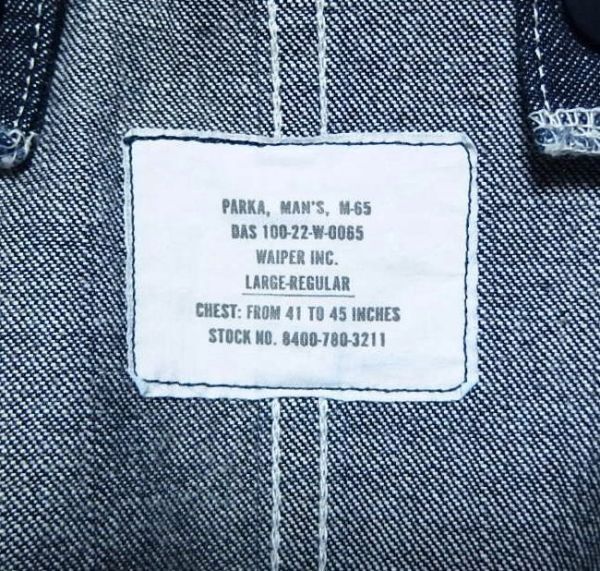 PARKA, MAN'S, M-65
DAS 100-22-W-0065
WAIPER INC.
LARGE-REGULAR
CHEST: FROM 41 TO 45 INCHES
STOCK NO. 8400-780-3211